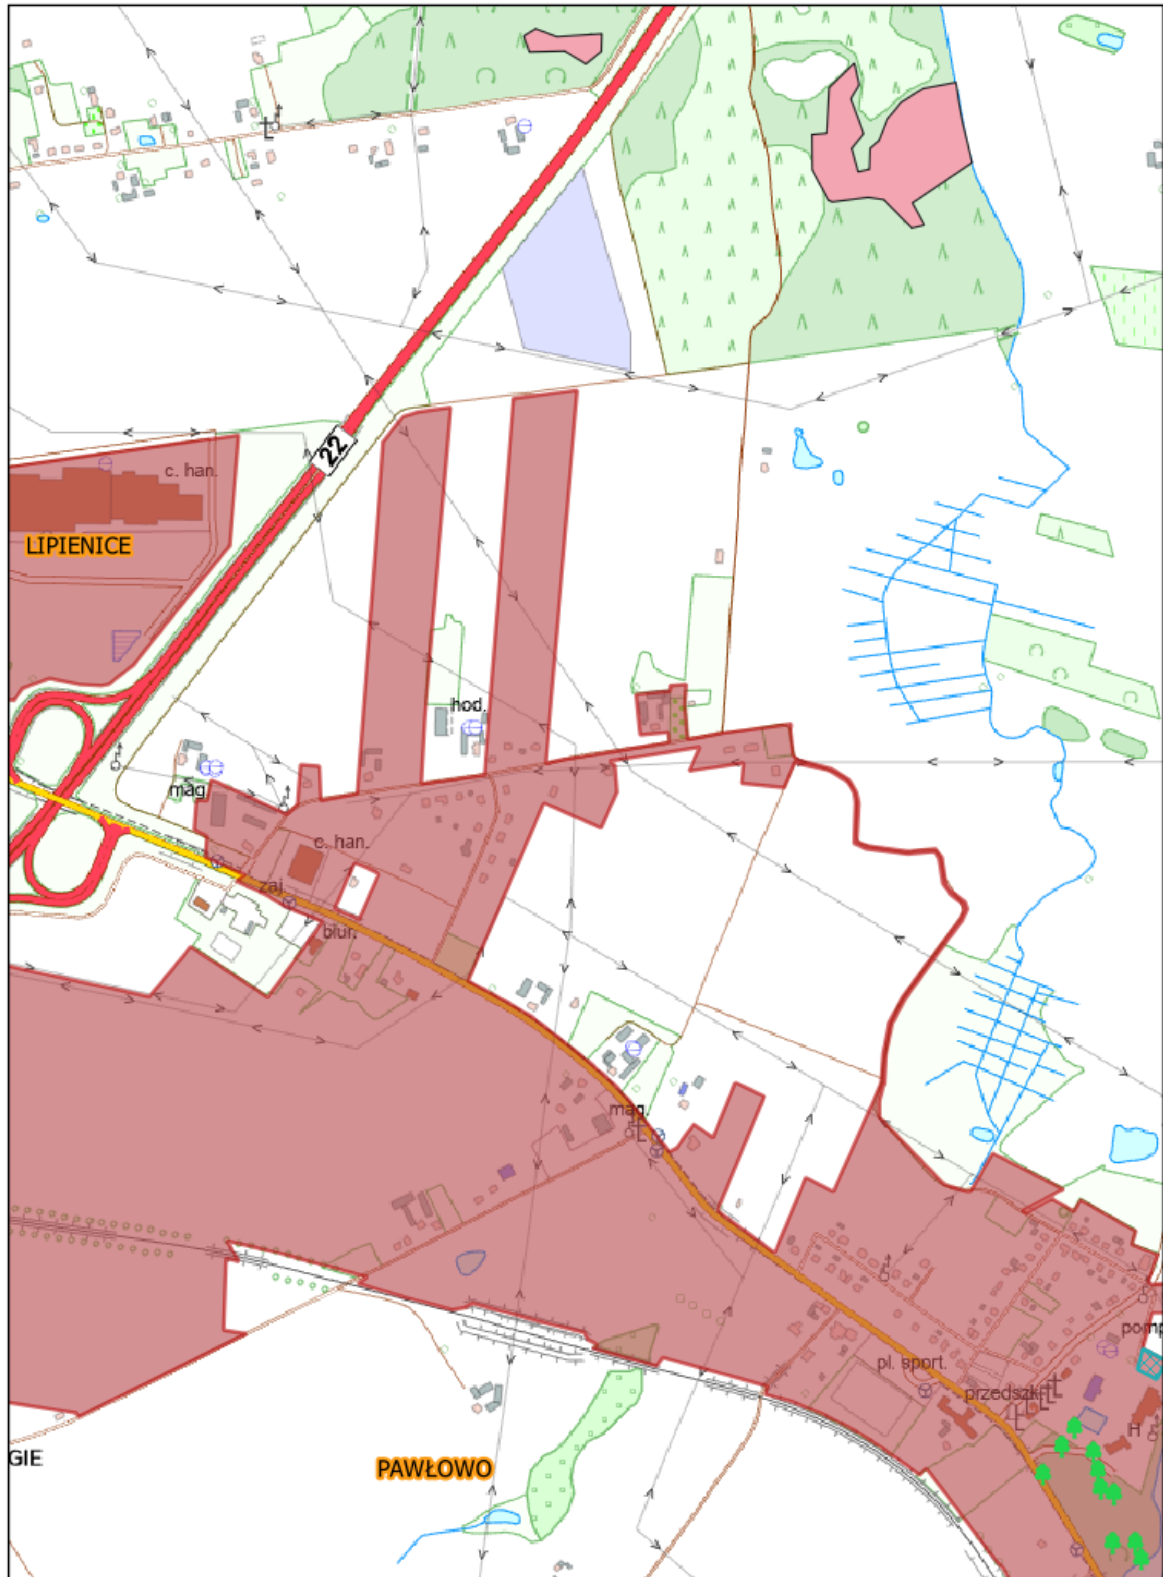 22
c. han.
LIPIENICE
hod.
mag.
c. han.
zaj.
biur.
mag.
pomp
pl. sport.
przedszk.
H
GIE
PAWŁOWO